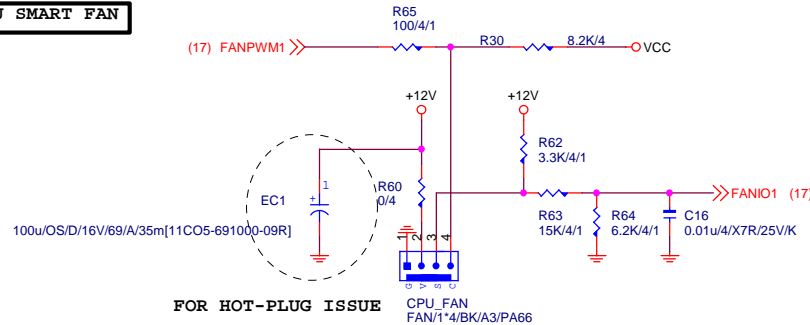 SMART FAN
R65
100/4/1
(17) FANPWM1
R30
8.2K/4
VCC
+12V
+12V
R62
3.3K/4/1
EC1
1
+
R60
0/4
FANIO1 (17)
100u/OS/D/16V/69/A/35m[11CO5-691000-09R]
R63
15K/4/1
R64
6.2K/4/1
C16
0.01u/4/X7R/25V/K
1
2
3
4
G
V
S
C
FOR HOT-PLUG ISSUE
CPU_FAN
FAN/1*4/BK/A3/PA66